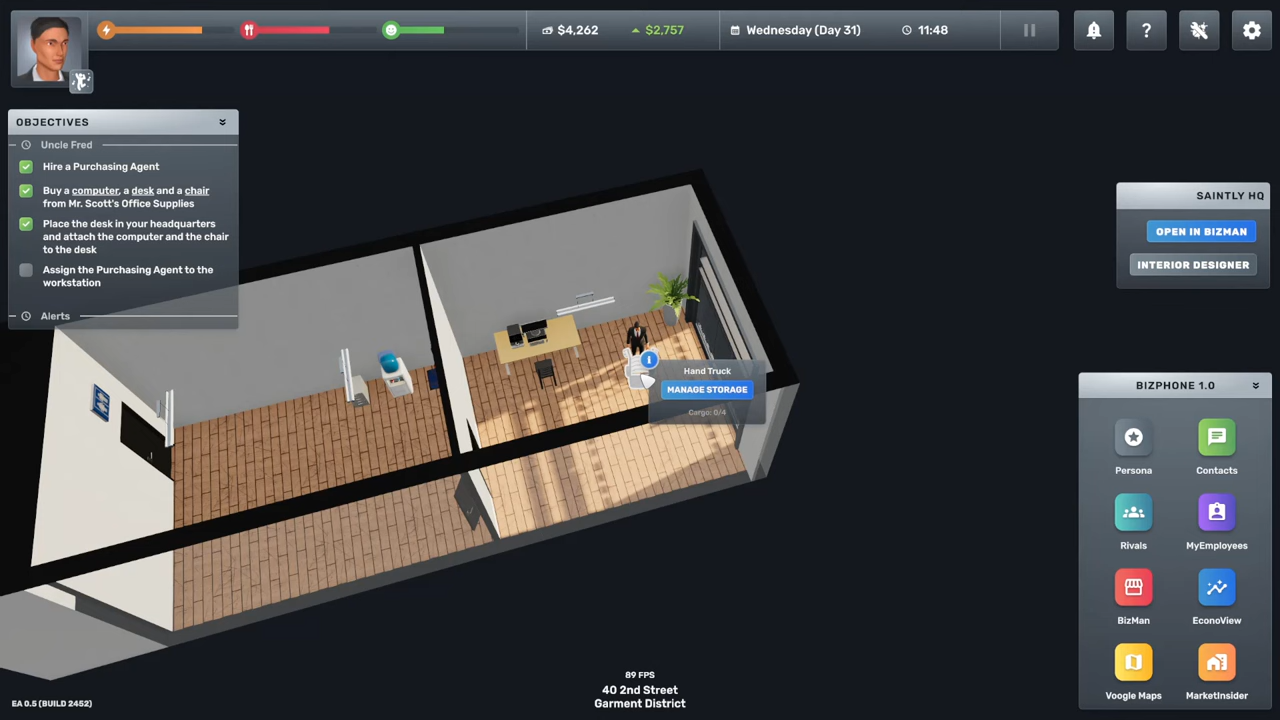 $4,262
$2,757
Wednesday (Day 31)
11:48
OBJECTIVES
Uncle Fred
Hire a Purchasing Agent
Buy a computer, a desk and a chair
from Mr. Scott's Office Supplies
Place the desk in your headquarters
and attach the computer and the chair
to the desk
Assign the Purchasing Agent to the
workstation
Alerts
SAINTLY HQ
OPEN IN BIZMAN
INTERIOR DESIGNER
Hand Truck
MANAGE STORAGE
Cargo: 0/4
BIZPHONE 1.0
Persona
Contacts
Rivals
MyEmployees
BizMan
EconoView
Voogle Maps
MarketInsider
89 FPS
40 2nd Street
Garment District
EA 0.5 (BUILD 2452)